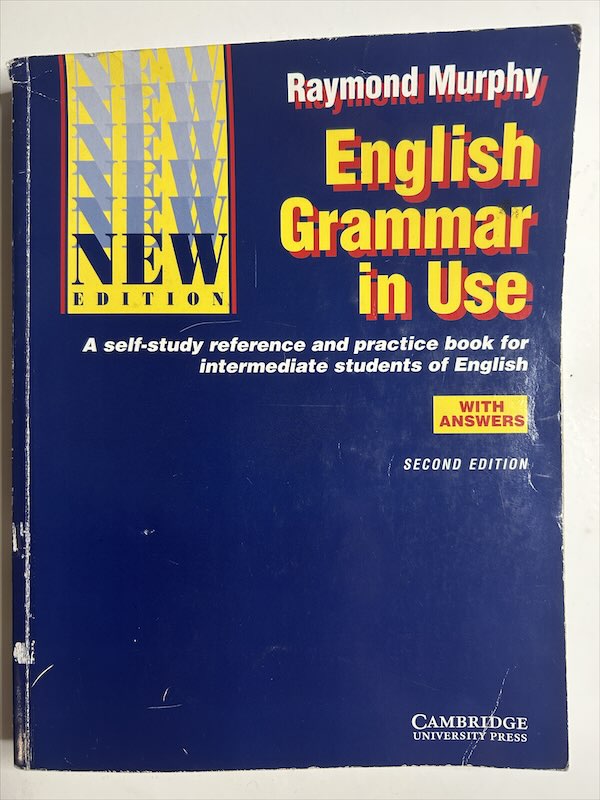 NEW
NEW
NEW
NEW
NEW
NEW
EDITION
Raymond Murphy
English
Grammar
in Use
A self-study reference and practice book for
intermediate students of English
WITH
ANSWERS
SECOND EDITION
CAMBRIDGE
UNIVERSITY PRESS